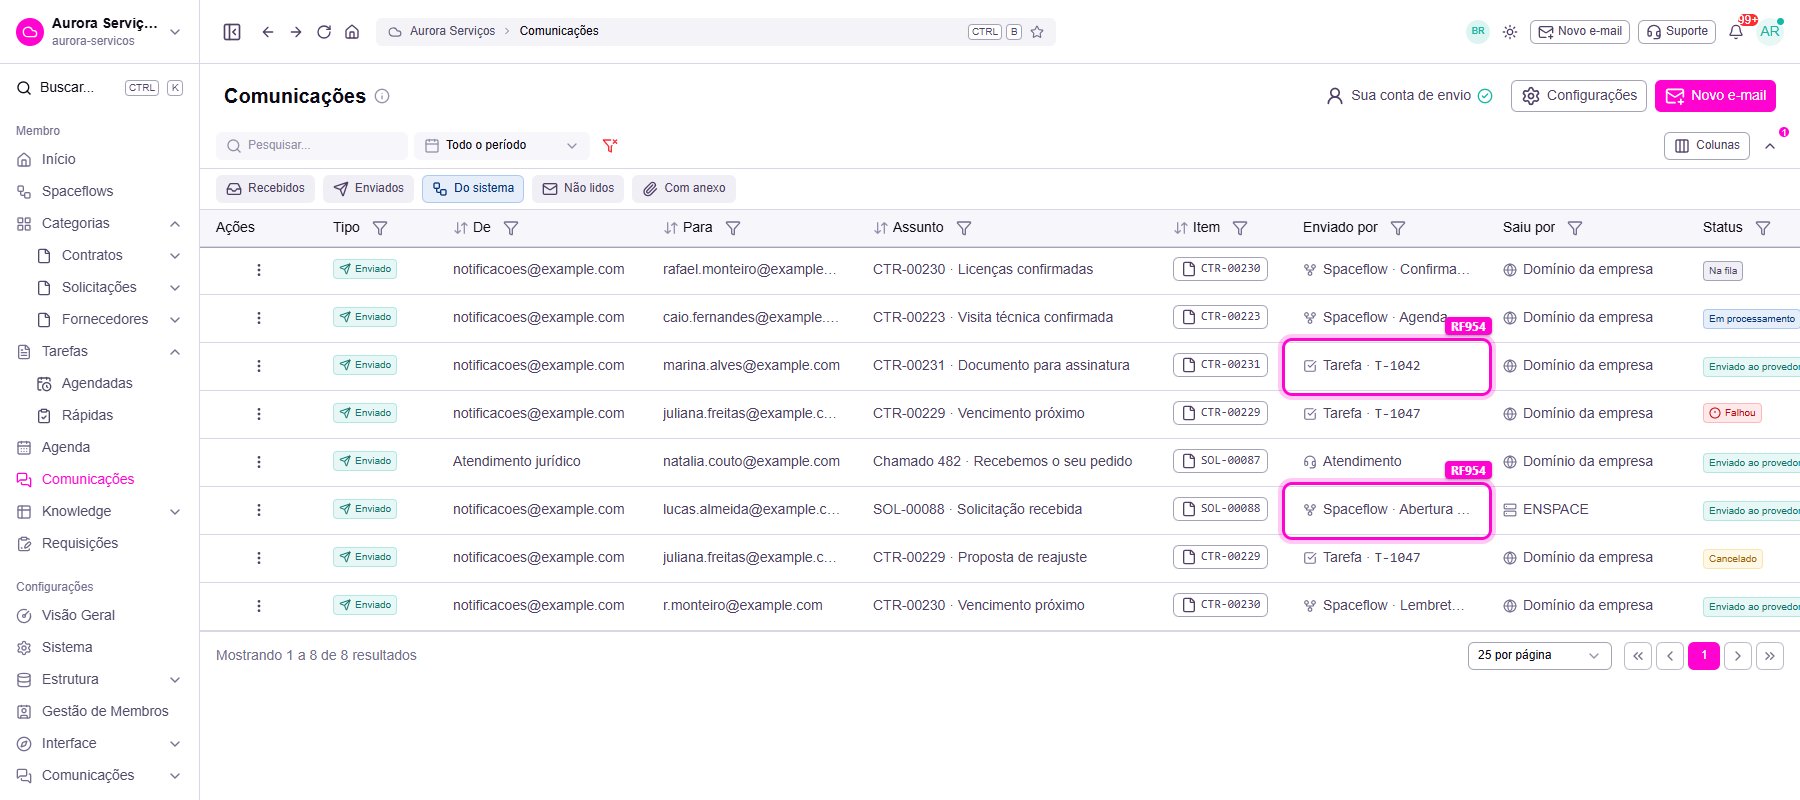 Aurora Serviç...
aurora-servicos
Aurora Serviços
Comunicações
CTRL
B
BR
Novo e-mail
Suporte
99+
AR
Buscar...
CTRL
K
Membro
Início
Spaceflows
Categorias
Contratos
Solicitações
Fornecedores
Tarefas
Agendadas
Rápidas
Agenda
Comunicações
Knowledge
Requisições
Configurações
Visão Geral
Sistema
Estrutura
Gestão de Membros
Interface
Comunicações
Comunicações
Sua conta de envio
Configurações
Novo e-mail
Pesquisar...
Todo o período
Colunas
1
Recebidos
Enviados
Do sistema
Não lidos
Com anexo
Ações Tipo De Para Assunto Item Enviado por Saiu por Status
Enviado notificacoes@example.com rafael.monteiro@example... CTR-00230 · Licenças confirmadas CTR-00230 Spaceflow · Confirma... Domínio da empresa Na fila
Enviado notificacoes@example.com caio.fernandes@example.... CTR-00223 · Visita técnica confirmada CTR-00223 Spaceflow · Agenda Domínio da empresa Em processamento
RF954
Enviado notificacoes@example.com marina.alves@example.com CTR-00231 · Documento para assinatura CTR-00231 Tarefa · T-1042 Domínio da empresa Enviado ao provedor
Enviado notificacoes@example.com juliana.freitas@example.c... CTR-00229 · Vencimento próximo CTR-00229 Tarefa · T-1047 Domínio da empresa Falhou
Enviado Atendimento jurídico natalia.couto@example.com Chamado 482 · Recebemos o seu pedido SOL-00087 Atendimento Domínio da empresa Enviado ao provedor
RF954
Enviado notificacoes@example.com lucas.almeida@example.c... SOL-00088 · Solicitação recebida SOL-00088 Spaceflow · Abertura ... ENSPACE Enviado ao provedor
Enviado notificacoes@example.com juliana.freitas@example.c... CTR-00229 · Proposta de reajuste CTR-00229 Tarefa · T-1047 Domínio da empresa Cancelado
Enviado notificacoes@example.com r.monteiro@example.com CTR-00230 · Vencimento próximo CTR-00230 Spaceflow · Lembret... Domínio da empresa Enviado ao provedor
Mostrando 1 a 8 de 8 resultados
25 por página
1